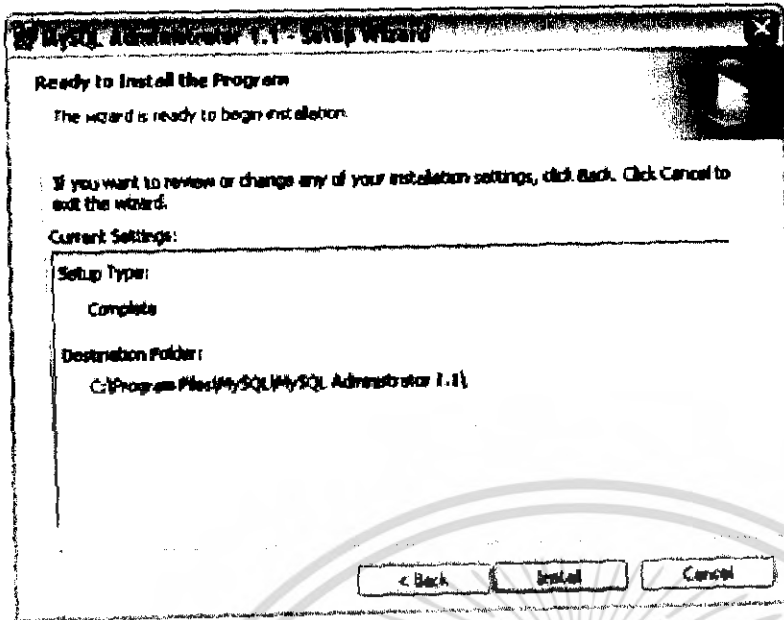 MySQL Administrator 1.1 - Setup Wizard
Ready to Install the Program
The wizard is ready to begin installation.
If you want to review or change any of your installation settings, click Back. Click Cancel to
exit the wizard.
Current Settings:
Setup Type:
Complete
Destination Folder:
C:\Program Files\MySQL\MySQL Administrator 1.1\
< Back
Install
Cancel